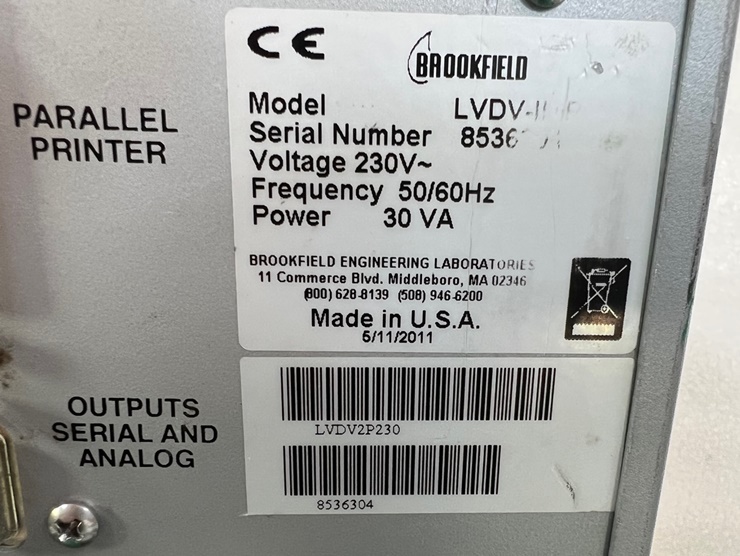 CE
BROOKFIELD
PARALLEL
PRINTER
Model
Serial Number
Voltage 230V~
Frequency 50/60Hz
Power 30 VA
BROOKFIELD ENGINEERING LABORATORIES
11 Commerce Blvd. Middleboro, MA 02346
(800) 628-8139 (508) 946-6200
Made in U.S.A.
5/11/2011
OUTPUTS
SERIAL AND
ANALOG
LVDV2P230
8536304